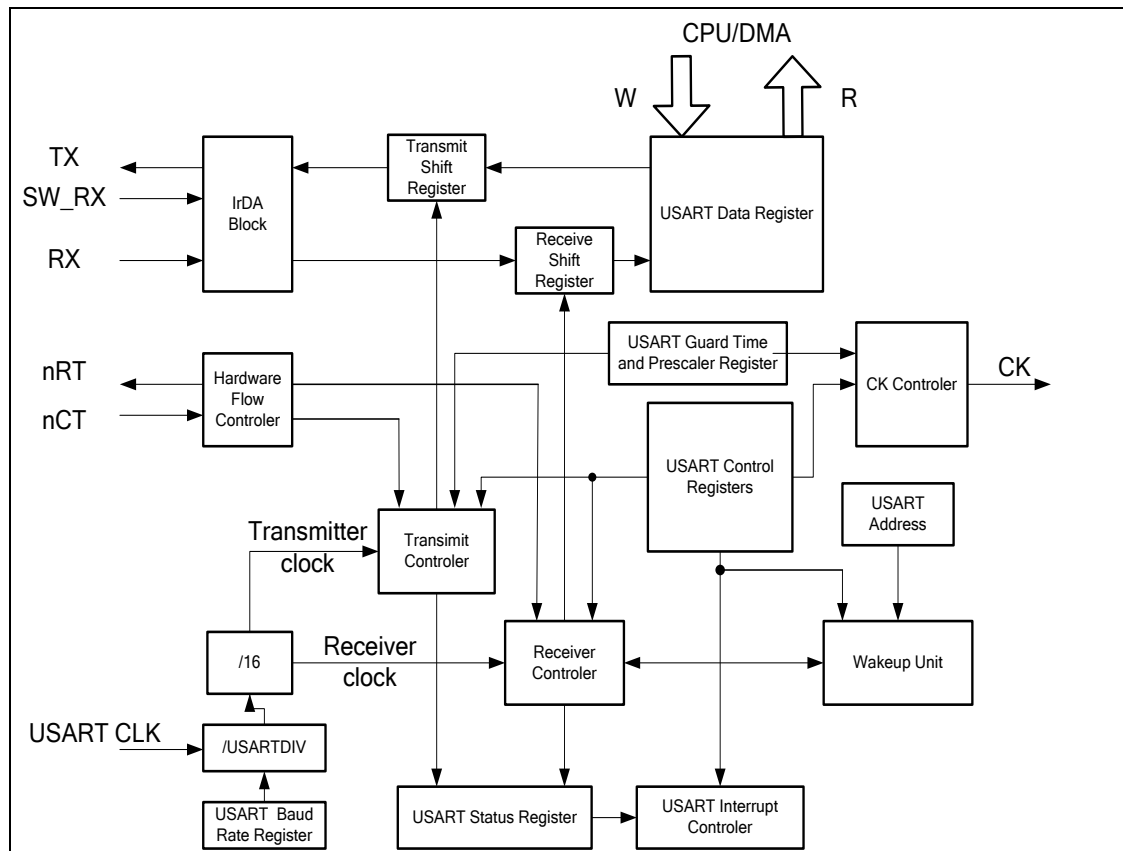 CPU/DMA
W
R
TX
SW_RX
RX
IrDA
Block
Transmit
Shift
Register
Receive
Shift
Register
USART Data Register
nRT
nCT
Hardware
Flow
Controler
USART Guard Time
and Prescaler Register
CK Controler
CK
USART Control
Registers
USART
Address
Transmitter
clock
Transimit
Controler
/16
Receiver
clock
Receiver
Controler
Wakeup Unit
USART CLK
/USARTDIV
USART Baud
Rate Register
USART Status Register
USART Interrupt
Controler